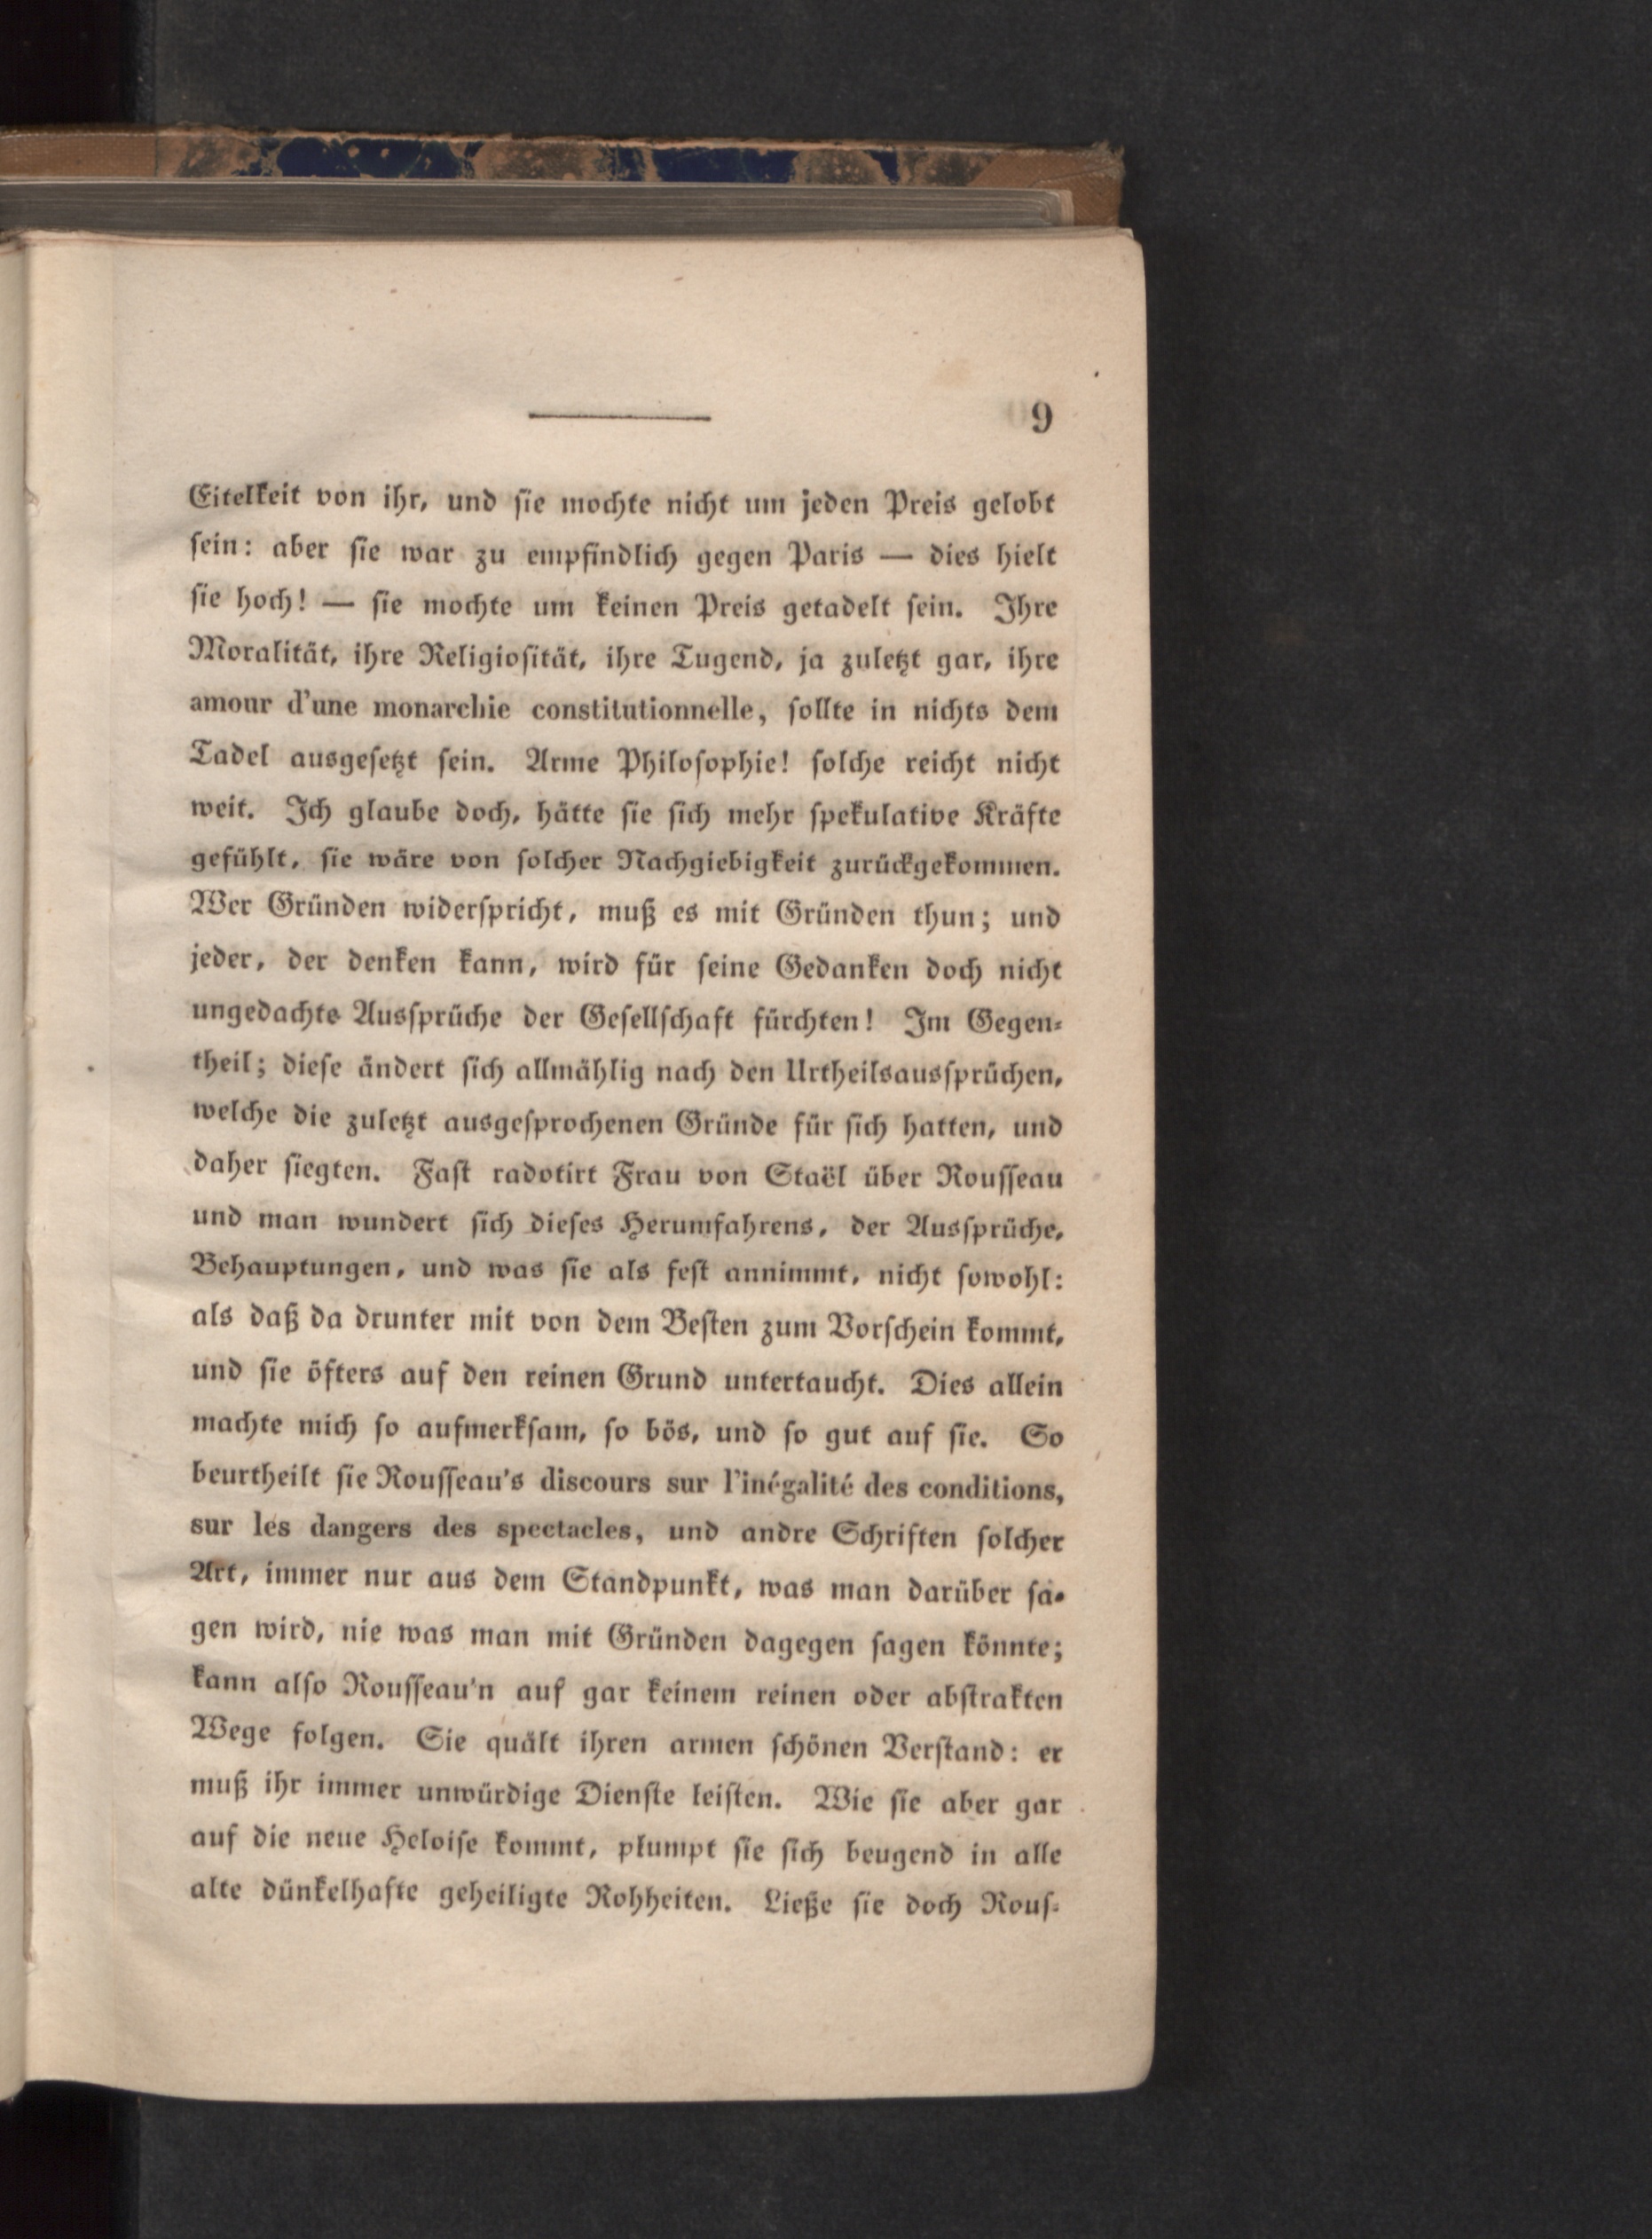 9
Eitelkeit von ihr, und ſie mochte nicht um jeden Preis gelobt
ſein: aber ſie war zu empfindlich gegen Paris — dies hielt
ſie hoch! — ſie mochte um keinen Preis getadelt ſein. Ihre
Moralität, ihre Religioſität, ihre Tugend, ja zuletzt gar, ihre
amour d'une monarchie constitutionnelle, ſollte in nichts dem
Tadel ausgeſetzt ſein. Arme Philoſophie! ſolche reicht nicht
weit. Ich glaube doch, hätte ſie ſich mehr ſpekulative Kräfte
gefühlt, ſie wäre von ſolcher Nachgiebigkeit zurückgekommen.
Wer Gründen widerſpricht, muß es mit Gründen thun; und
jeder, der denken kann, wird für ſeine Gedanken doch nicht
ungedachte Ausſprüche der Geſellſchaft fürchten! Im Gegen⸗
theil; dieſe ändert ſich allmählig nach den Urtheilsausſprüchen,
welche die zuletzt ausgeſprochenen Gründe für ſich hatten, und
daher ſiegten. Faſt radotirt Frau von Staël über Rouſſeau
und man wundert ſich dieſes Herumfahrens, der Ausſprüche,
Behauptungen, und was ſie als feſt annimmt, nicht ſowohl:
als daß da drunter mit von dem Beſten zum Vorſchein kommt,
und ſie öfters auf den reinen Grund untertaucht. Dies allein
machte mich ſo aufmerkſam, ſo bös, und ſo gut auf ſie. So
beurtheilt ſie Rouſſeau's discours sur l'inégalité des conditions,
sur les dangers des spectacles, und andre Schriften ſolcher
Art, immer nur aus dem Standpunkt, was man darüber ſa⸗
gen wird, nie was man mit Gründen dagegen ſagen könnte;
kann alſo Rouſſeau'n auf gar keinem reinen oder abſtrakten
Wege folgen. Sie quält ihren armen ſchönen Verſtand: er
muß ihr immer unwürdige Dienſte leiſten. Wie ſie aber gar
auf die neue Heloiſe kommt, plumpt ſie ſich beugend in alle
alte dünkelhafte geheiligte Rohheiten. Ließe ſie doch Rouſ⸗